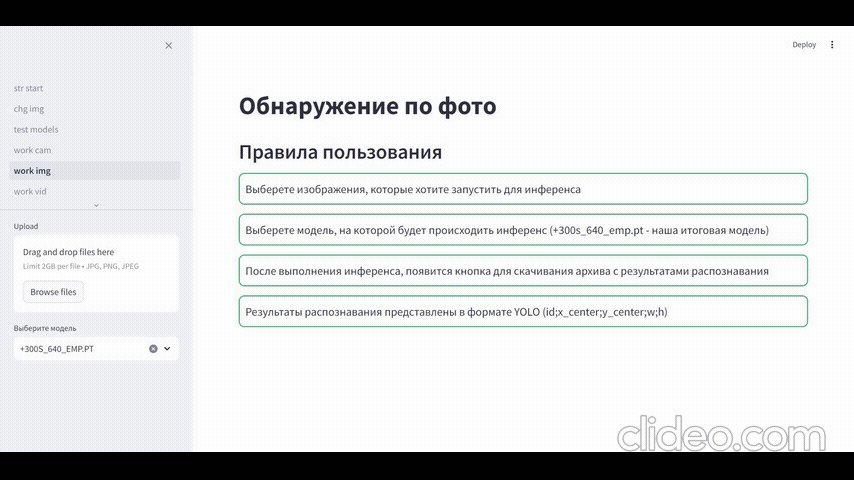 Deploy
str start
chg img
test models
work cam
work img
work vid
Upload
Drag and drop files here
Limit 2GB per file • JPG, PNG, JPEG
Browse files
Выберите модель
+300S_640_EMP.PT
Обнаружение по фото
Правила пользования
Выберете изображения, которые хотите запустить для инференса
Выберете модель, на которой будет происходить инференс (+300s_640_emp.pt - наша итоговая модель)
После выполнения инференса, появится кнопка для скачивания архива с результатами распознавания
Результаты распознавания представлены в формате YOLO (id;x_center;y_center;w;h)
clideo.com